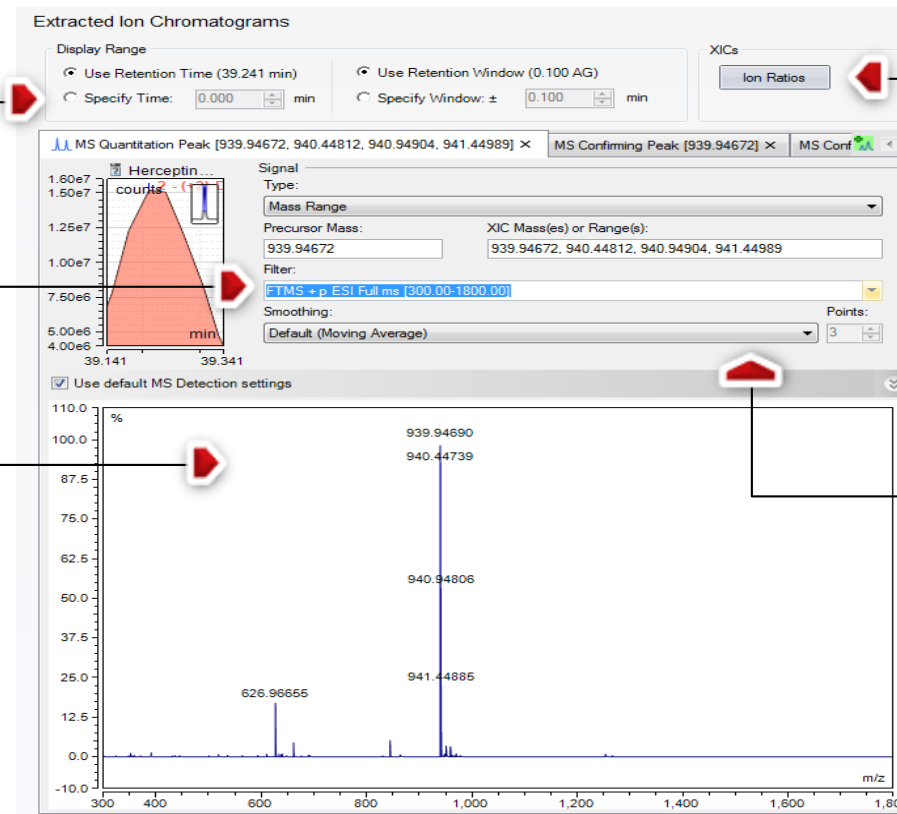 Extracted Ion Chromatograms
Display Range
Use Retention Time (39.241 min)
Use Retention Window (0.100 AG)
Specify Time: 0.000 min
Specify Window: ± 0.100 min
XICs
Ion Ratios
MS Quantitation Peak [939.94672, 940.44812, 940.94904, 941.44989] ×
MS Confirming Peak [939.94672] ×
MS Conf
Herceptin...
counts
1.60e7
1.50e7
1.25e7
1.00e7
7.50e6
5.00e6
4.00e6
min
39.141 39.341
Signal
Type:
Mass Range
Precursor Mass: XIC Mass(es) or Range(s):
939.94672 939.94672, 940.44812, 940.94904, 941.44989
Filter:
FTMS + p ESI Full ms [300.00-1800.00]
Smoothing: Points:
Default (Moving Average) 3
Use default MS Detection settings
110.0
%
100.0
87.5
75.0
62.5
50.0
37.5
25.0
12.5
0.0
-10.0
939.94690
940.44739
940.94806
941.44885
626.96655
m/z
300 400 600 800 1,000 1,200 1,400 1,600 1,80